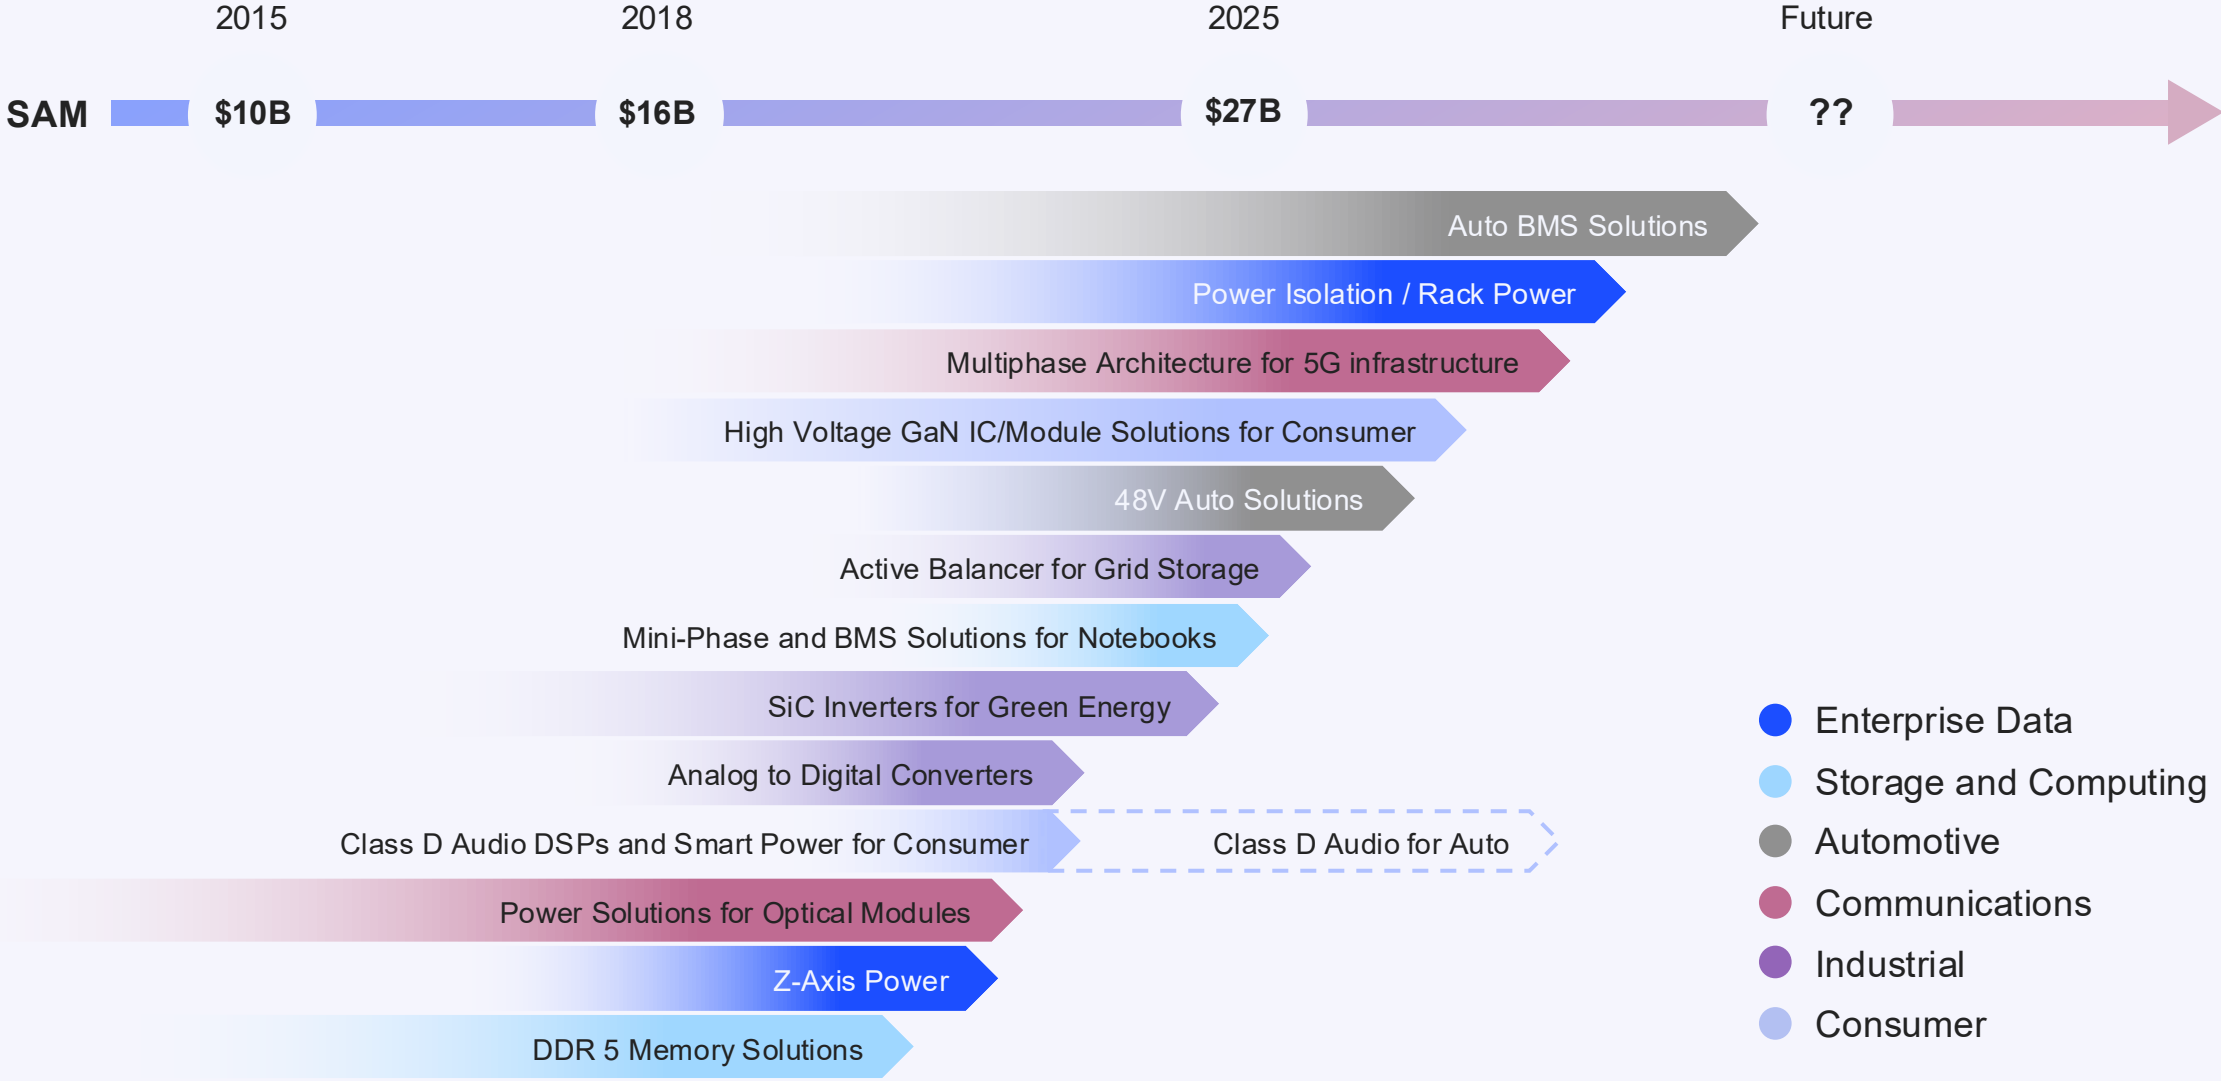 2015
2018
2025
Future
SAM
$10B
$16B
$27B
??
Auto BMS Solutions
Power Isolation / Rack Power
Multiphase Architecture for 5G infrastructure
High Voltage GaN IC/Module Solutions for Consumer
48V Auto Solutions
Active Balancer for Grid Storage
Mini-Phase and BMS Solutions for Notebooks
SiC Inverters for Green Energy
Analog to Digital Converters
Class D Audio DSPs and Smart Power for Consumer
Class D Audio for Auto
Power Solutions for Optical Modules
Z-Axis Power
DDR 5 Memory Solutions
Enterprise Data
Storage and Computing
Automotive
Communications
Industrial
Consumer